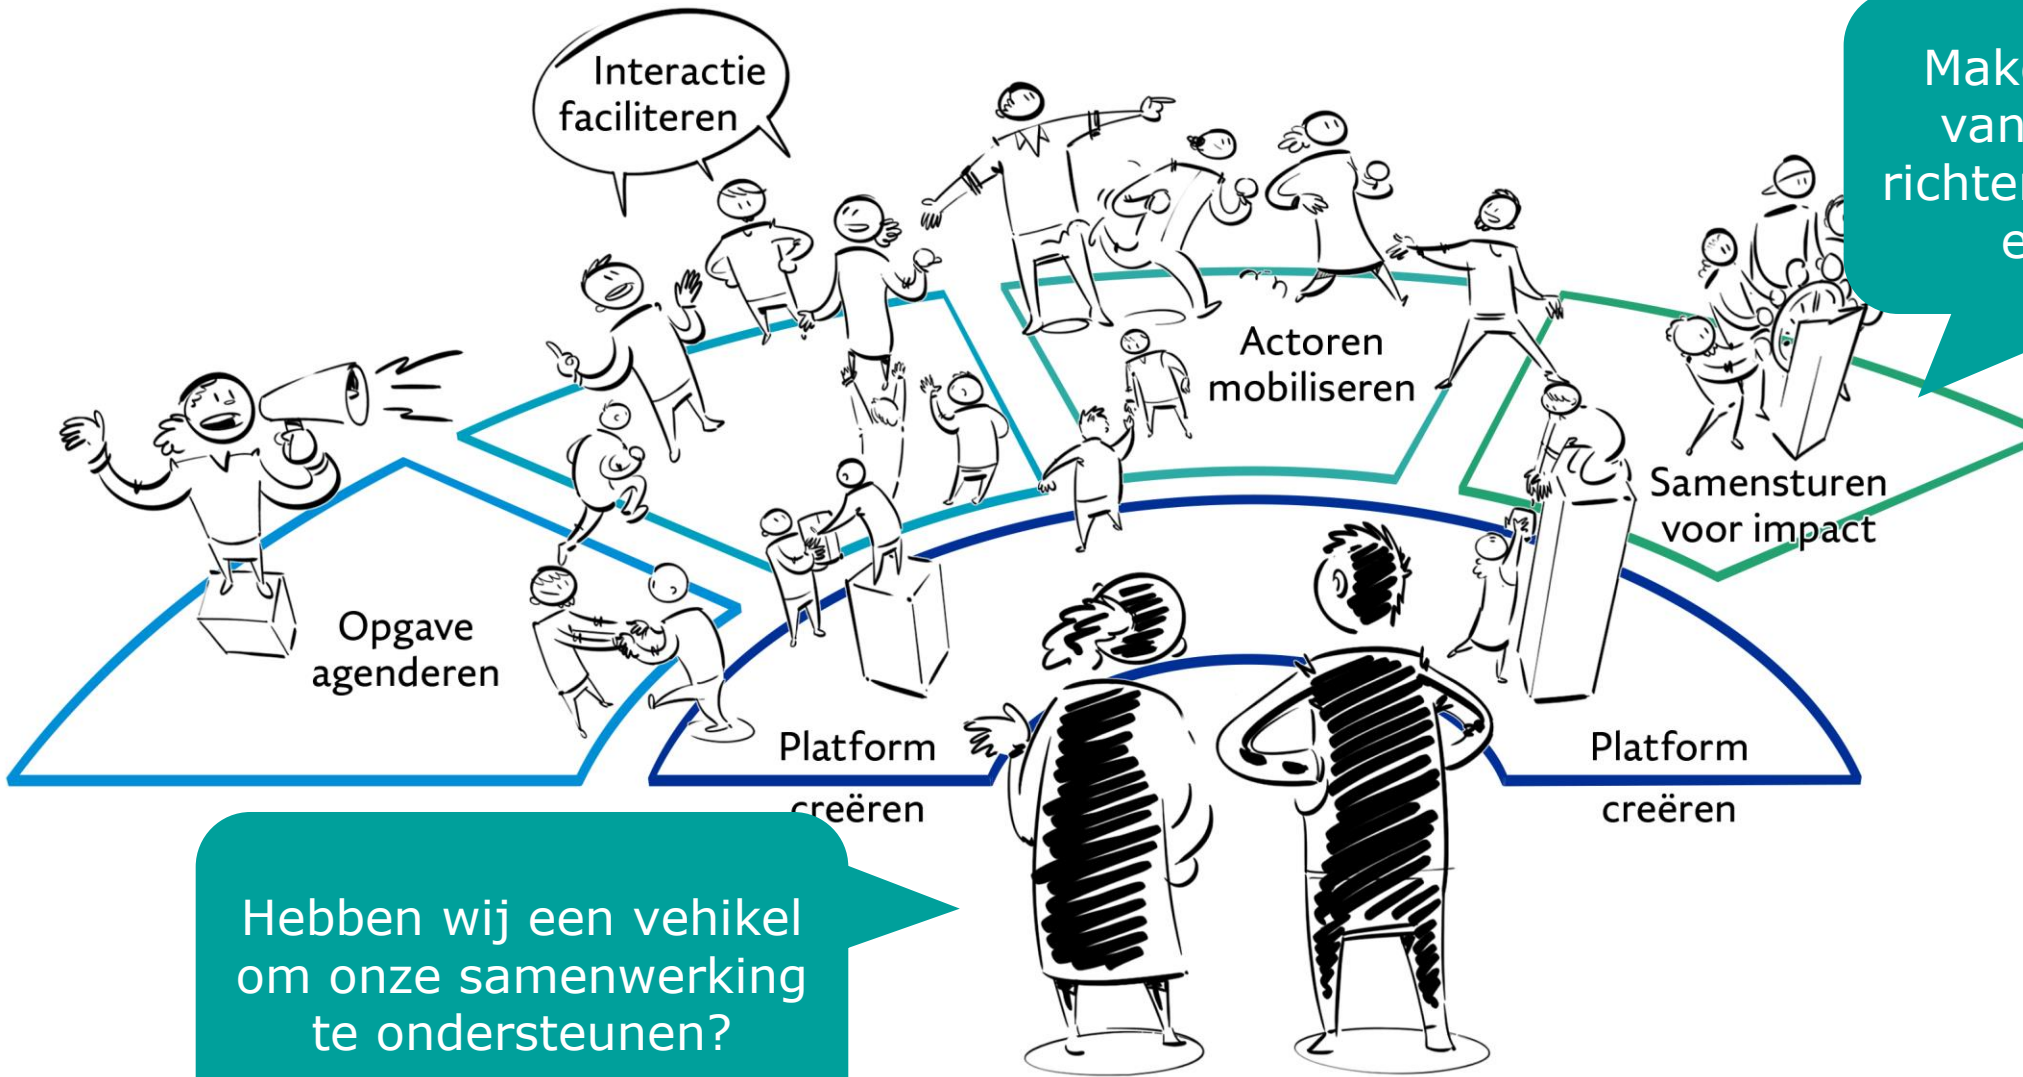 Interactie
faciliteren
van
Actoren
mobiliseren
Samensturen
voor impact
Opgave
agenderen
Platform
creëren
Platform
creëren
Hebben wij een vehikel
om onze samenwerking
te ondersteunen?